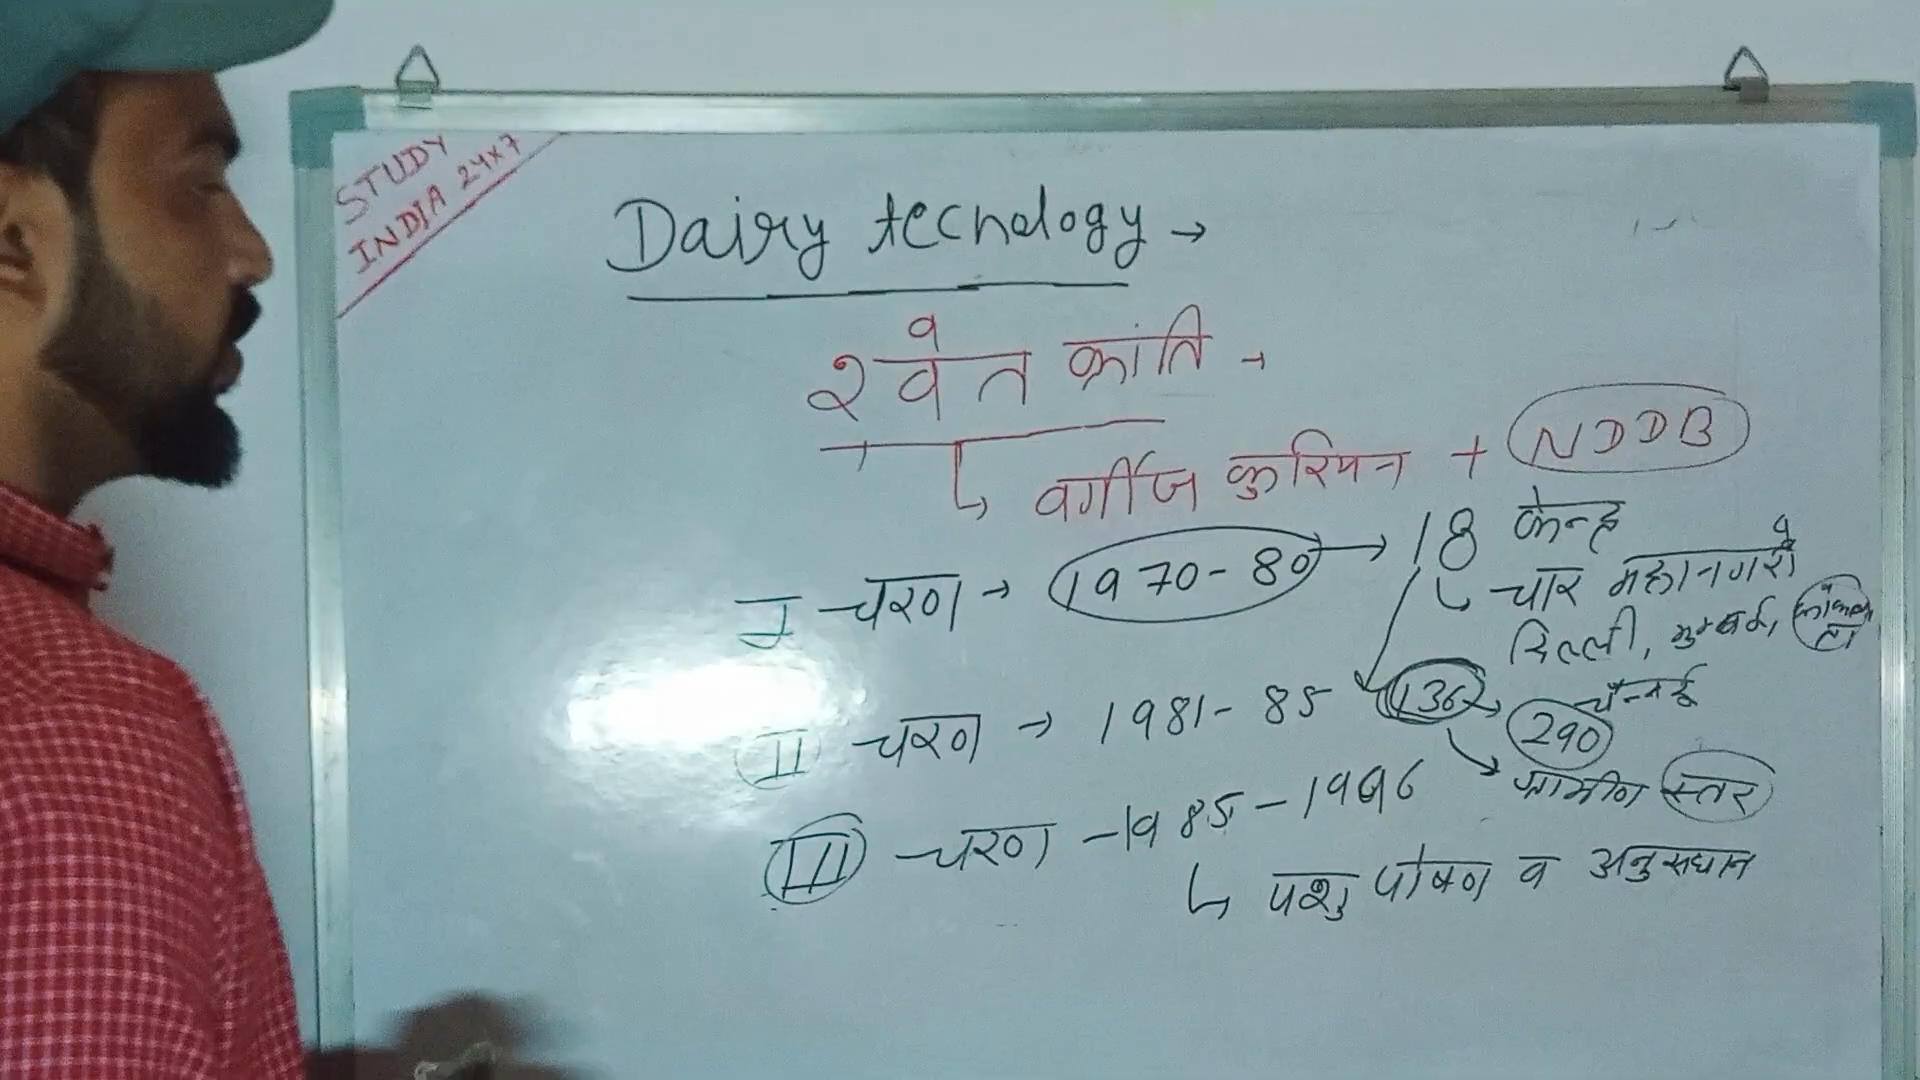 STUDY
INDIA 24x7
Dairy tecnology →
व
श्वेत क्रांति →
↳ वर्गीज कुरियन + NDDB
I चरण → 1970-80 → 18 केन्द्र
↳ चार महानगरो
दिल्ली, मुम्बई,
चेन्नई
II चरण → 1981-85 136 → 290
→ ग्रामीण स्तर
III चरण - 1985-1996
↳ पशु पोषण व अनुसधान